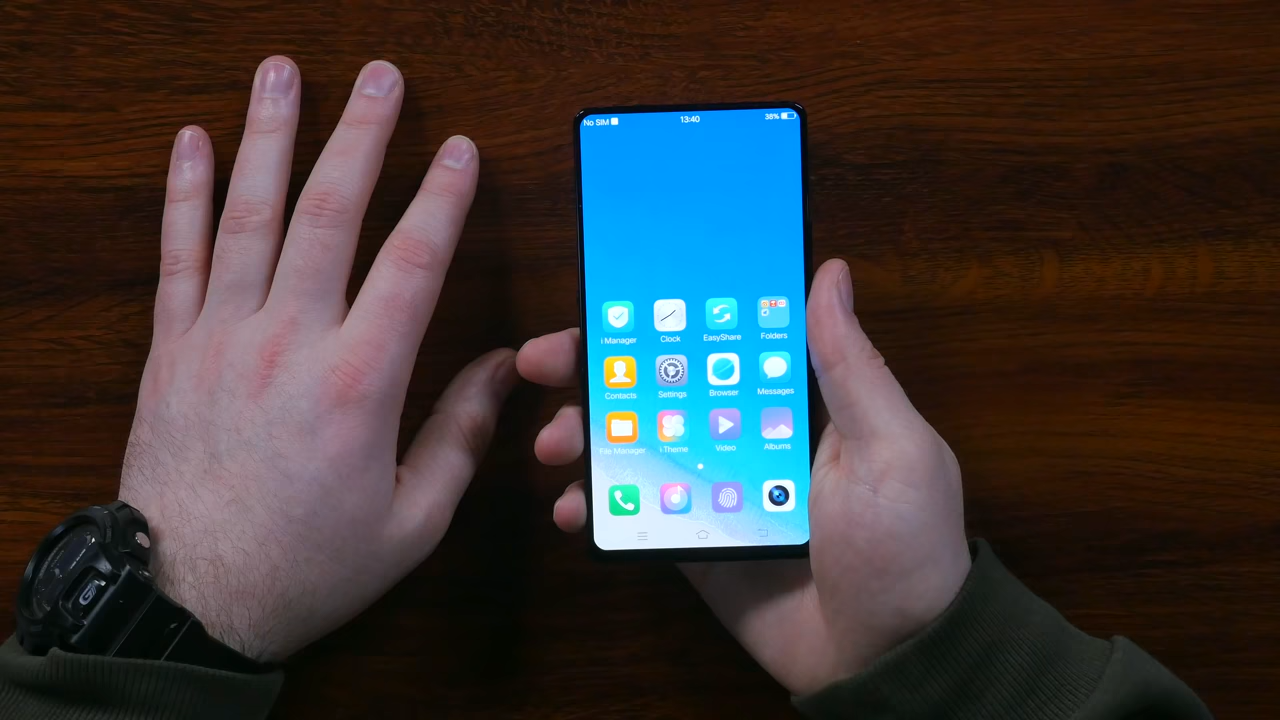 No SIM 13:40 38%
i Manager Clock EasyShare Folders
Contacts Settings Browser Messages
File Manager i Theme Video Albums
G